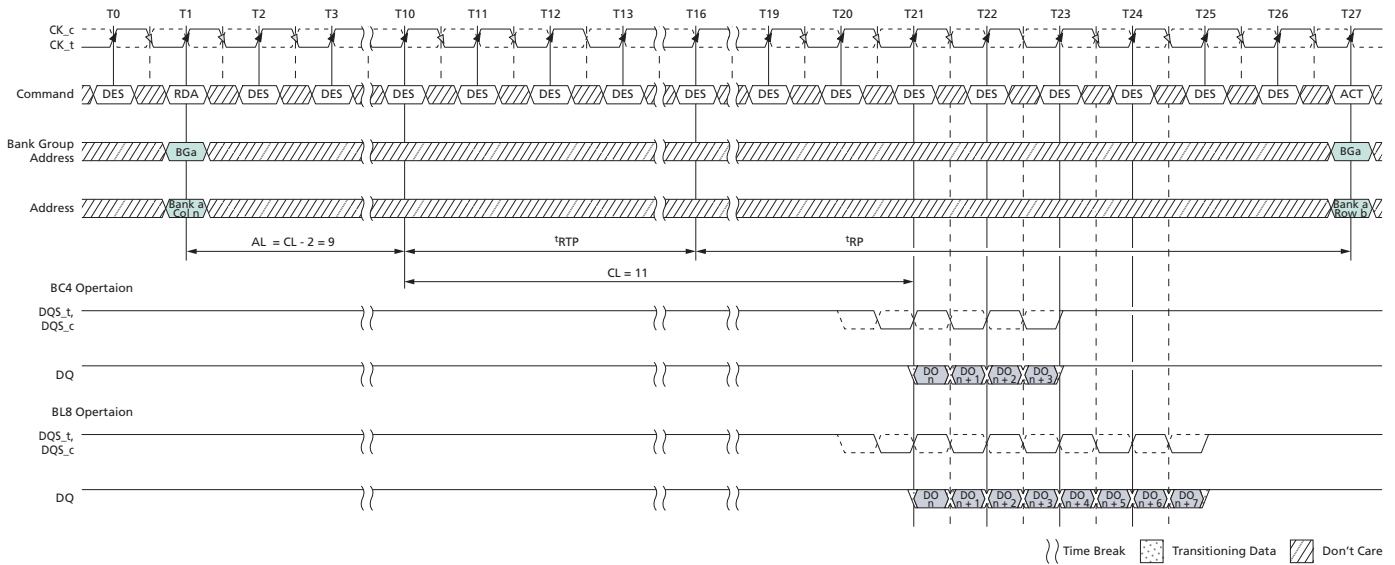 T0 T1 T2 T3 T10 T11 T12 T13 T16 T19 T20 T21 T22 T23 T24 T25 T26 T27
CK_c
CK_t
Command DES RDA DES DES DES DES DES DES DES DES DES DES DES DES DES DES DES ACT
Bank Group
Address BGa BGa
Address Bank a
Col n Bank a
Row b
AL = CL - 2 = 9 tRTP tRP
CL = 11
BC4 Opertaion
DQS_t,
DQS_c
DQ DO
n DO
n + 1 DO
n + 2 DO
n + 3
BL8 Opertaion
DQS_t,
DQS_c
DQ DO
n DO
n + 1 DO
n + 2 DO
n + 3 DO
n + 4 DO
n + 5 DO
n + 6 DO
n + 7
Time Break Transitioning Data Don't Care